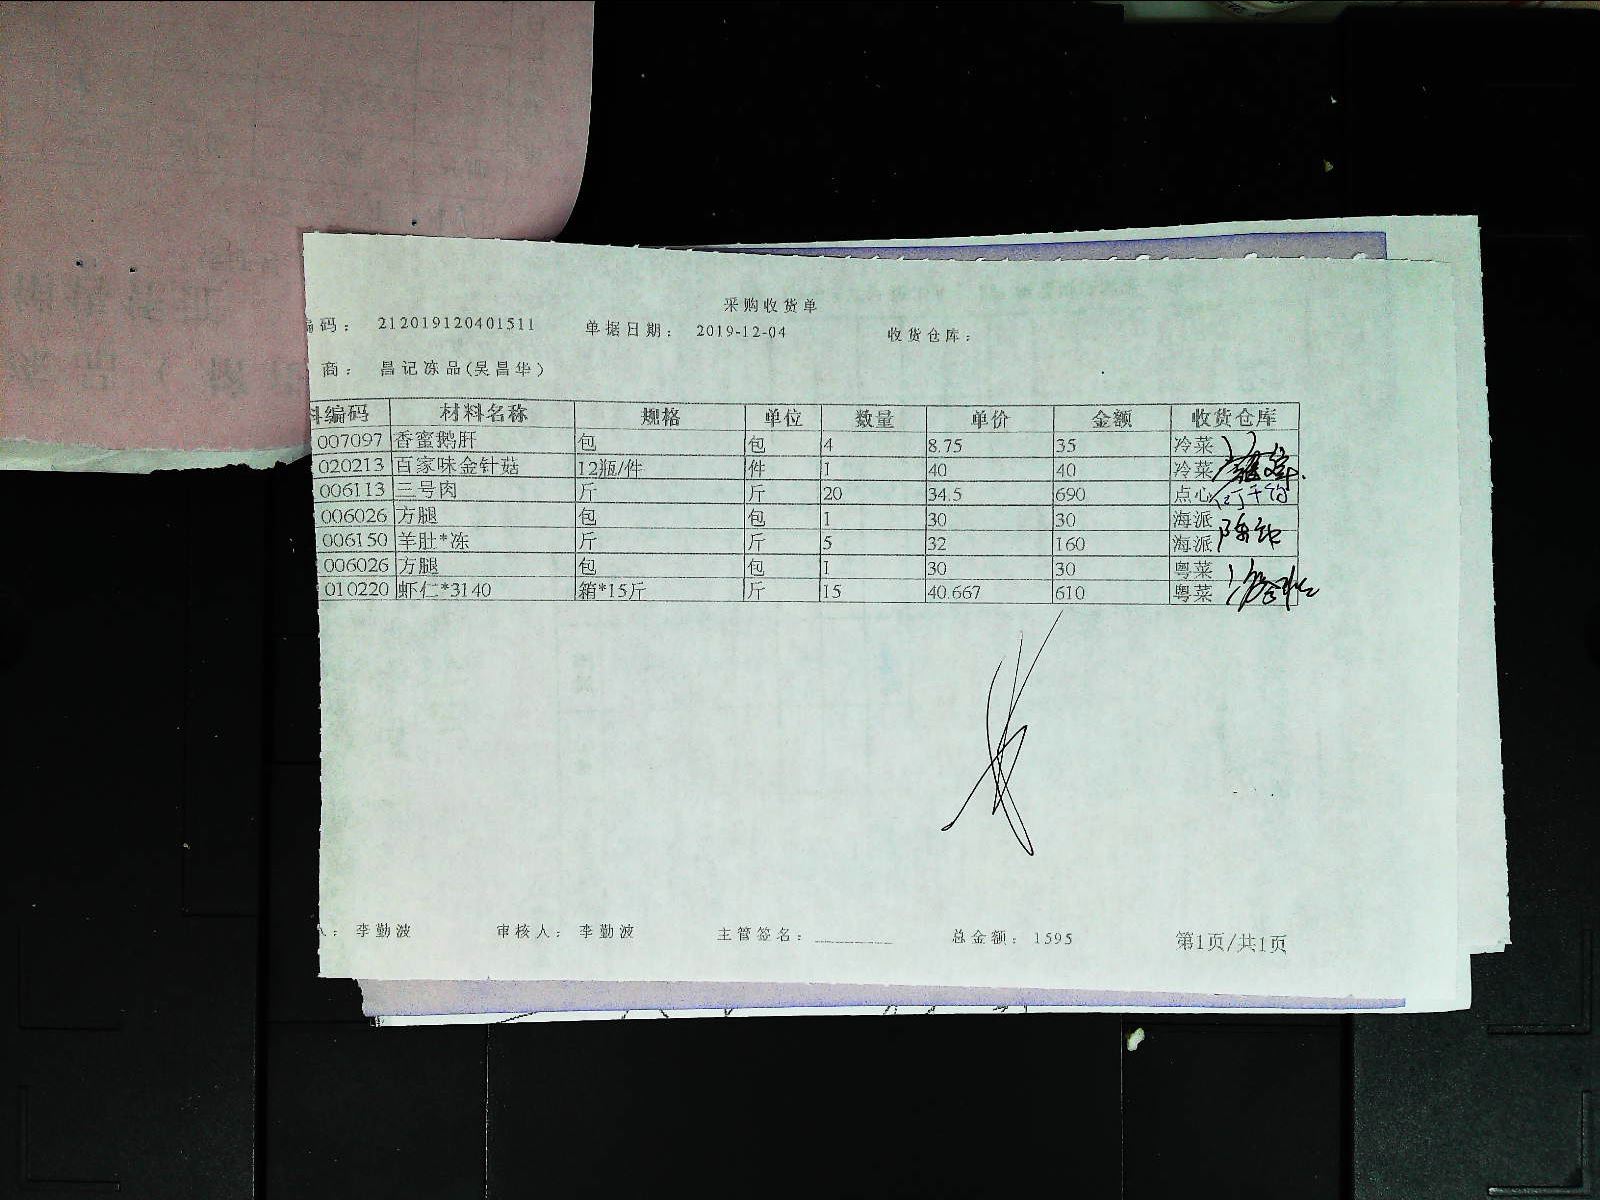 采购收货单
编码： 212019120401511 单据日期： 2019-12-04 收货仓库：
商： 昌记冻品(吴昌华)
料编码 材料名称 规格 单位 数量 单价 金额 收货仓库
007097 香蜜鹅肝 包 包 4 8.75 35 冷菜
020213 百家味金针菇 12瓶/件 件 1 40 40 冷菜
006113 三号肉 斤 斤 20 34.5 690 点心
006026 方腿 包 包 1 30 30 海派
006150 羊肚*冻 斤 斤 5 32 160 海派
006026 方腿 包 包 1 30 30 粤菜
010220 虾仁*3140 箱*15斤 斤 15 40.667 610 粤菜
人： 李勤波 审核人： 李勤波 主管签名：________ 总金额： 1595 第1页/共1页